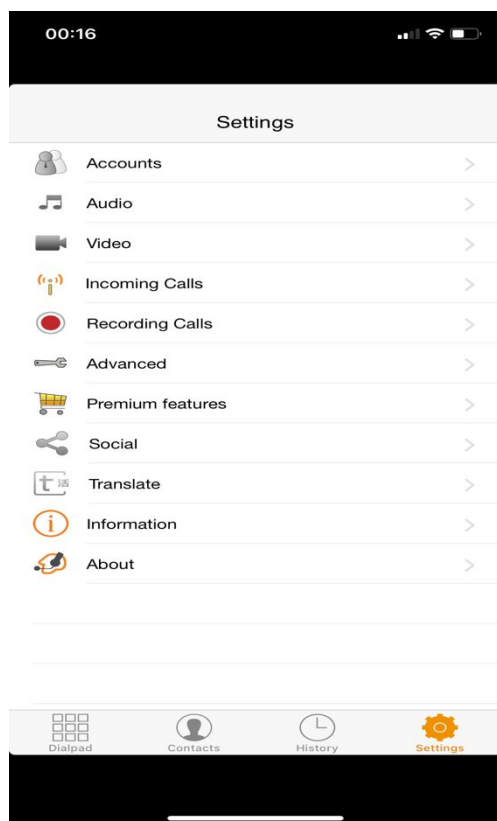 00:16
Settings
Accounts
Audio
Video
Incoming Calls
Recording Calls
Advanced
Premium features
Social
t 活 Translate
i Information
About
Dialpad Contacts History Settings